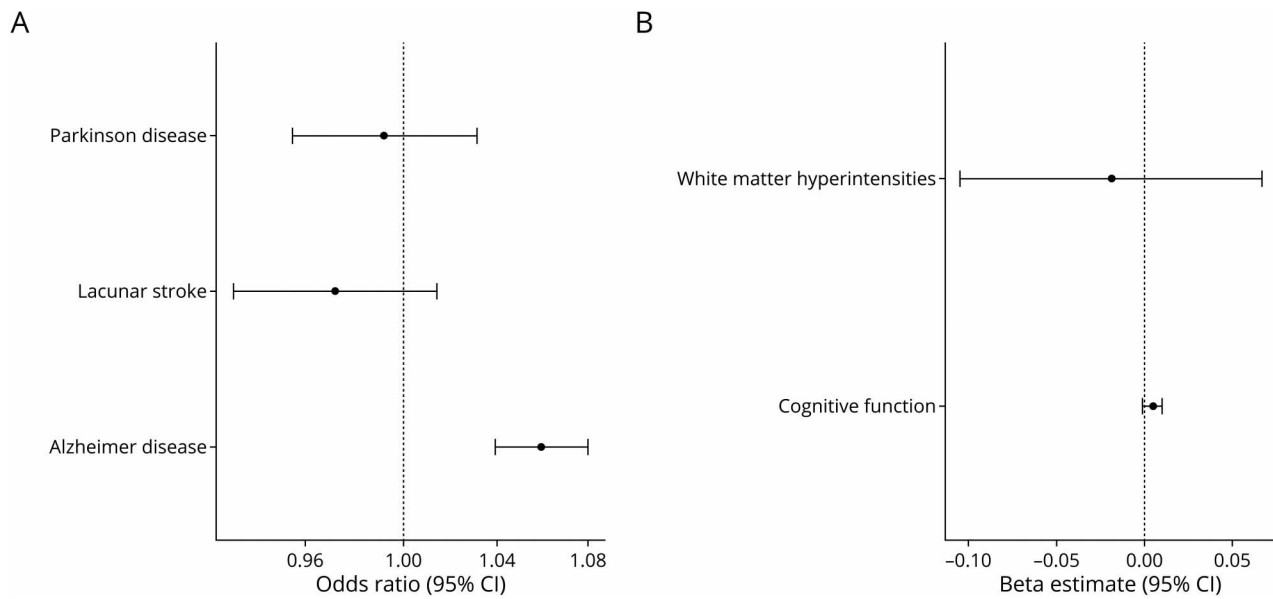 A
Parkinson disease
Lacunar stroke
Alzheimer disease
0.96 1.00 1.04 1.08
Odds ratio (95% CI)
B
White matter hyperintensities
Cognitive function
−0.10 −0.05 0.00 0.05
Beta estimate (95% CI)